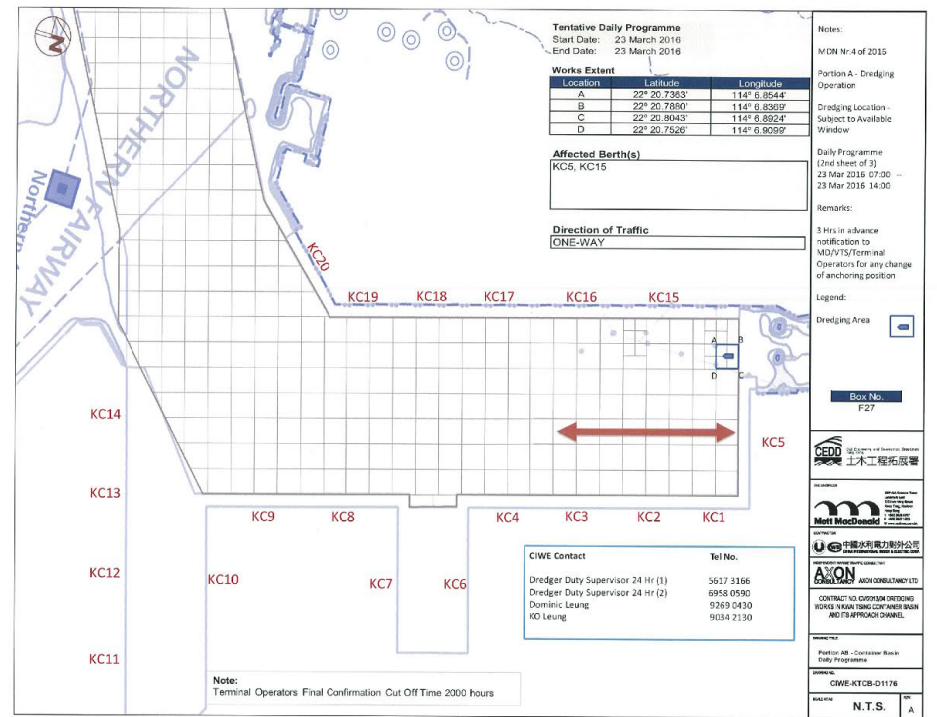 N
NORTHERN FAIRWAY
Northern
Tentative Daily Programme
Start Date: 23 March 2016
End Date: 23 March 2016
Works Extent
Location Latitude Longitude
A 22° 20.7363' 114° 6.8544'
B 22° 20.7880' 114° 6.8369'
C 22° 20.8043' 114° 6.8924'
D 22° 20.7526' 114° 6.9099'
Affected Berth(s)
KC5, KC15
Direction of Traffic
ONE-WAY
KC20
KC19 KC18 KC17 KC16 KC15
A B
D C
KC14
KC5
KC13
KC9 KC8 KC4 KC3 KC2 KC1
KC12
KC10
KC7 KC6
KC11
CIWE Contact Tel No.
Dredger Duty Supervisor 24 Hr (1) 5617 3166
Dredger Duty Supervisor 24 Hr (2) 6958 0590
Dominic Leung 9269 0430
KO Leung 9034 2130
Note:
Terminal Operators Final Confirmation Cut Off Time 2000 hours
Notes:
MDN Nr.4 of 2015
Portion A - Dredging
Operation
Dredging Location -
Subject to Available
Window
Daily Programme
(2nd sheet of 3)
23 Mar 2016 07:00 --
23 Mar 2016 14:00
Remarks:
3 Hrs in advance
notification to
MD/VTS/Terminal
Operators for any change
of anchoring position
Legend:
Dredging Area
Box No.
F27
CEDD
土木工程拓展署
Mott MacDonald
CWE
中國水利電力對外公司
CHINA INTERNATIONAL WATER & ELECTRIC CORP.
AXON
CONSULTANCY
AXON CONSULTANCY LTD
CONTRACT NO. CV/2013/04 DREDGING
WORKS IN KWAI TSING CONTAINER BASIN
AND ITS APPROACH CHANNEL
DRAWING TITLE
Portion AB - Container Basin
Daily Programme
DRAWING NO.
CIWE-KTCB-D1176
N.T.S.
A